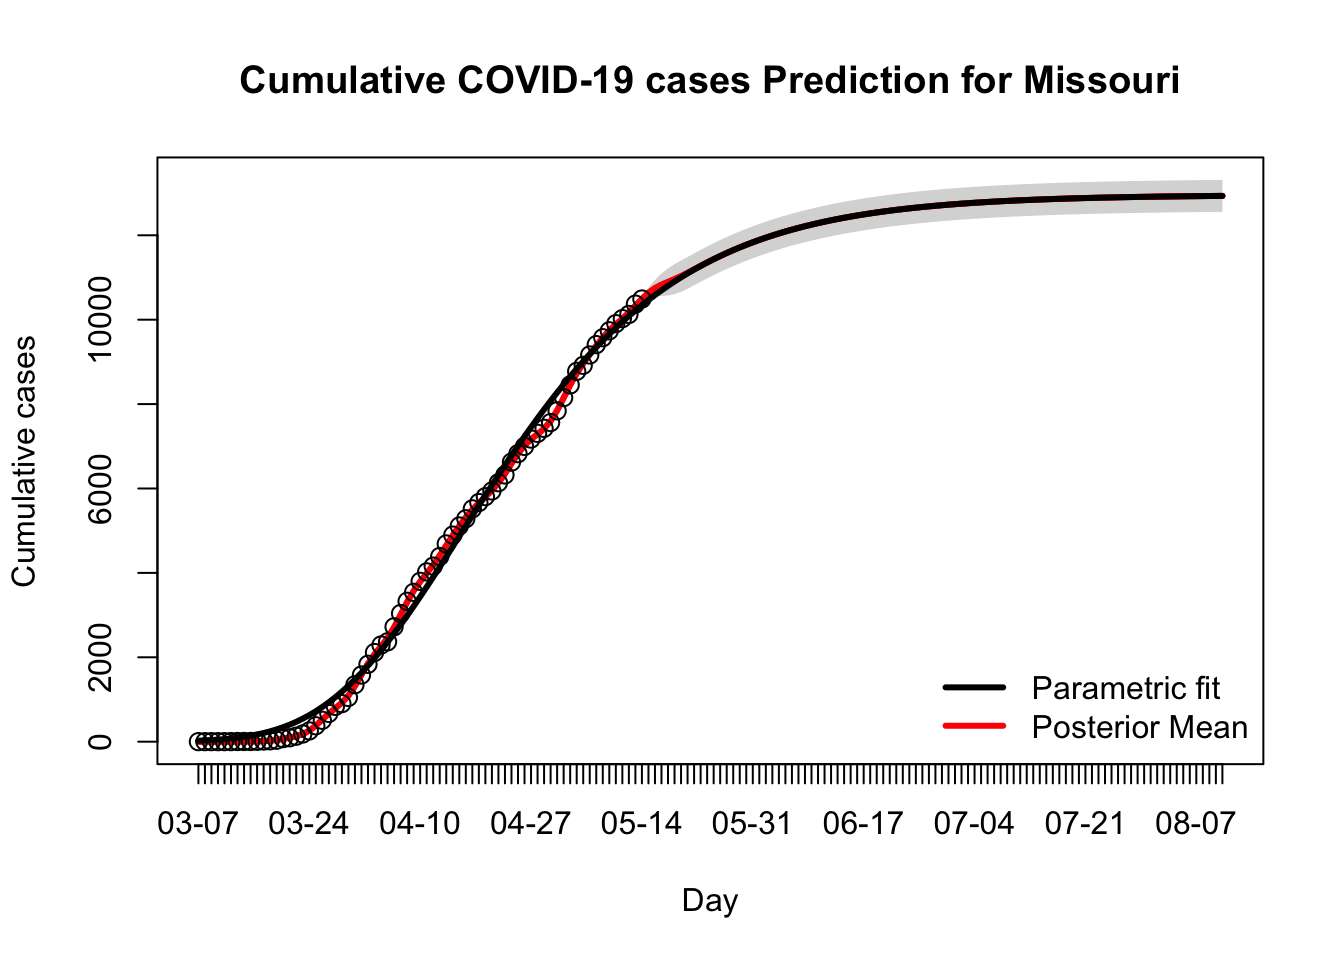 Cumulative COVID-19 cases Prediction for Missouri
Cumulative cases
10000
6000
2000
0
Parametric fit
Posterior Mean
03-07 03-24 04-10 04-27 05-14 05-31 06-17 07-04 07-21 08-07
Day